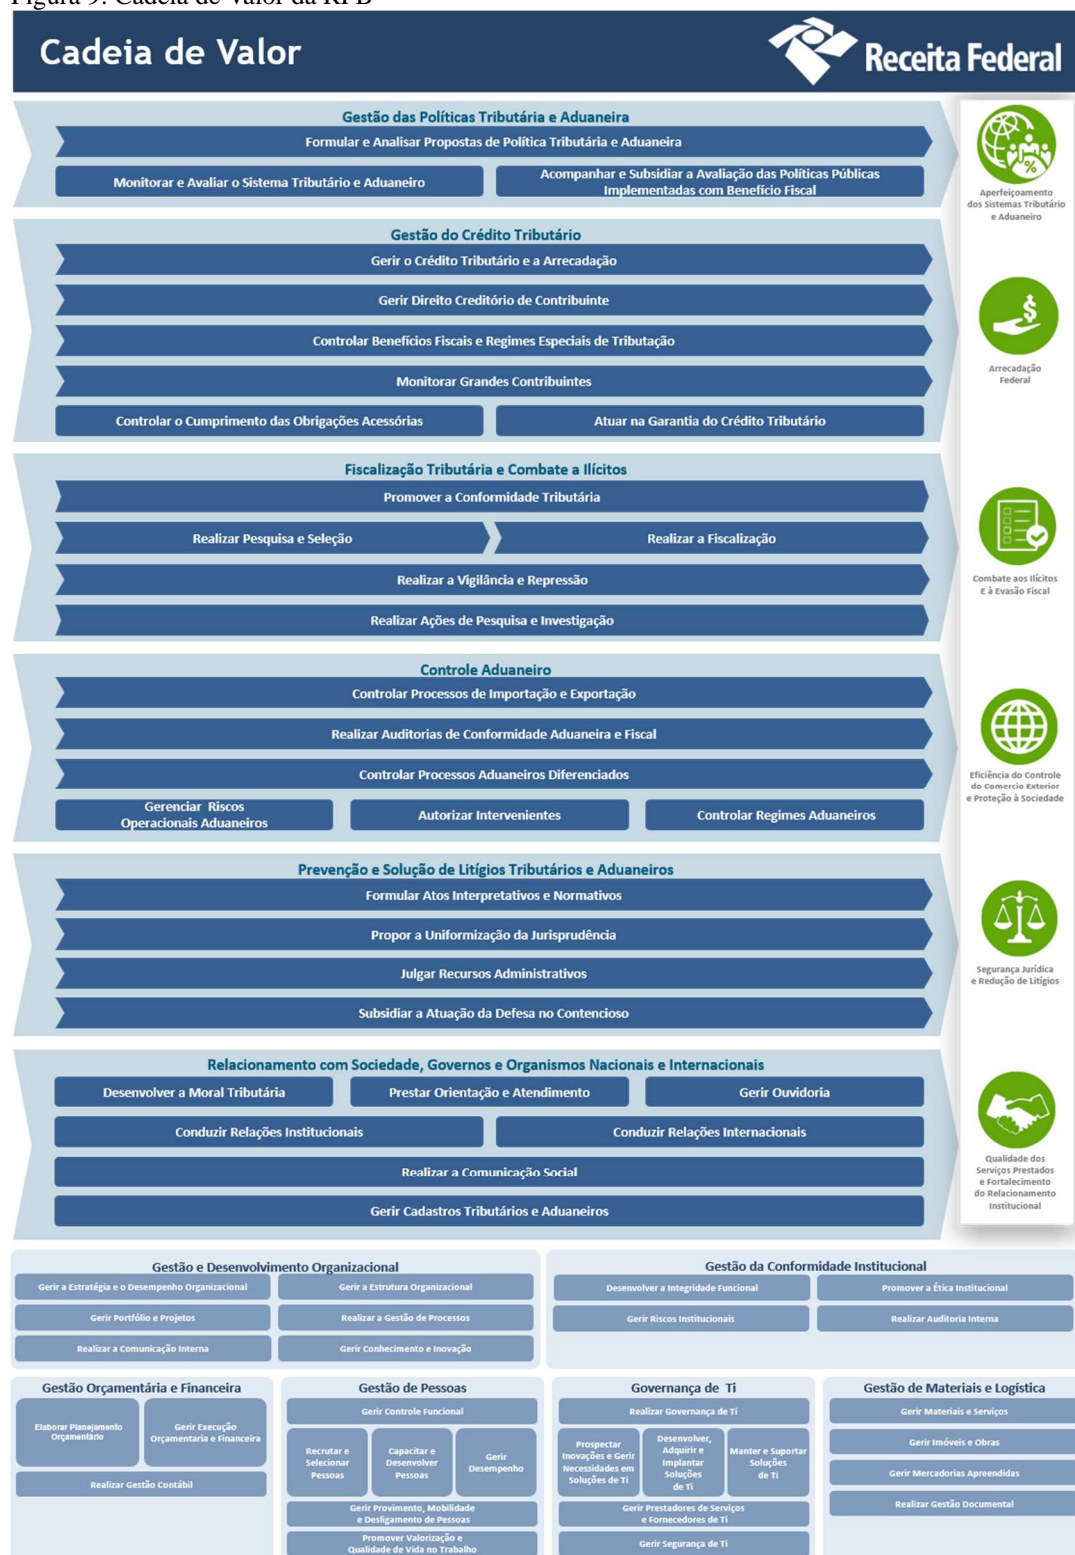 Figura 9: Cadeia de Valor da RFB
Cadeia de Valor
Receita Federal
Gestão das Políticas Tributária e Aduaneira
Formular e Analisar Propostas de Política Tributária e Aduaneira
Monitorar e Avaliar o Sistema Tributário e Aduaneiro
Acompanhar e Subsidiar a Avaliação das Políticas Públicas
Implementadas com Benefício Fiscal
Aperfeiçoamento
dos Sistemas Tributário
e Aduaneiro
Gestão do Crédito Tributário
Gerir o Crédito Tributário e a Arrecadação
Gerir Direito Creditório de Contribuinte
Controlar Benefícios Fiscais e Regimes Especiais de Tributação
Monitorar Grandes Contribuintes
Controlar o Cumprimento das Obrigações Acessórias
Atuar na Garantia do Crédito Tributário
Arrecadação
Federal
Fiscalização Tributária e Combate a Ilícitos
Promover a Conformidade Tributária
Realizar Pesquisa e Seleção
Realizar a Fiscalização
Realizar a Vigilância e Repressão
Realizar Ações de Pesquisa e Investigação
Combate aos Ilícitos
E à Evasão Fiscal
Controle Aduaneiro
Controlar Processos de Importação e Exportação
Realizar Auditorias de Conformidade Aduaneira e Fiscal
Controlar Processos Aduaneiros Diferenciados
Gerenciar Riscos
Operacionais Aduaneiros
Autorizar Intervenientes
Controlar Regimes Aduaneiros
Eficiência do Controle
do Comercio Exterior
e Proteção à Sociedade
Prevenção e Solução de Litígios Tributários e Aduaneiros
Formular Atos Interpretativos e Normativos
Propor a Uniformização da Jurisprudência
Julgar Recursos Administrativos
Subsidiar a Atuação da Defesa no Contencioso
Segurança Jurídica
e Redução de Litígios
Relacionamento com Sociedade, Governos e Organismos Nacionais e Internacionais
Desenvolver a Moral Tributária
Prestar Orientação e Atendimento
Gerir Ouvidoria
Conduzir Relações Institucionais
Conduzir Relações Internacionais
Realizar a Comunicação Social
Gerir Cadastros Tributários e Aduaneiros
Qualidade dos
Serviços Prestados
e Fortalecimento
do Relacionamento
Institucional
Gestão e Desenvolvimento Organizacional
Gerir a Estratégia e o Desempenho Organizacional
Gerir a Estrutura Organizacional
Gerir Portfólio e Projetos
Realizar a Gestão de Processos
Realizar a Comunicação Interna
Gerir Conhecimento e Inovação
Gestão da Conformidade Institucional
Desenvolver a Integridade Funcional
Promover a Ética Institucional
Gerir Riscos Institucionais
Realizar Auditoria Interna
Gestão Orçamentária e Financeira
Elaborar Planejamento
Orçamentário
Gerir Execução
Orçamentaria e Financeira
Realizar Gestão Contábil
Gestão de Pessoas
Gerir Controle Funcional
Recrutar e
Selecionar
Pessoas
Capacitar e
Desenvolver
Pessoas
Gerir
Desempenho
Gerir Provimento, Mobilidade
e Desligamento de Pessoas
Promover Valorização e
Qualidade de Vida no Trabalho
Governança de Ti
Realizar Governança de Ti
Prospectar
Inovações e Gerir
Necessidades em
Soluções de Ti
Desenvolver,
Adquirir e
Implantar
Soluções
de Ti
Manter e Suportar
Soluções
de Ti
Gerir Prestadores de Serviços
e Fornecedores de Ti
Gerir Segurança de Ti
Gestão de Materiais e Logística
Gerir Materiais e Serviços
Gerir Imóveis e Obras
Gerir Mercadorias Apreendidas
Realizar Gestão Documental